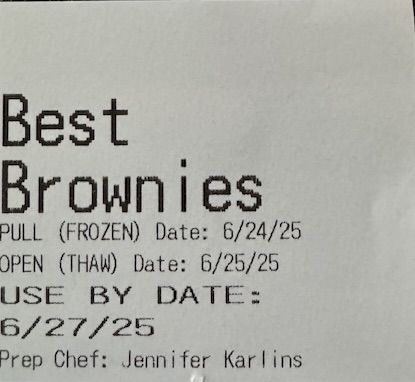 Best
Brownies
PULL (FROZEN) Date: 6/24/25
OPEN (THAW) Date: 6/25/25
USE BY DATE:
6/27/25
Prep Chef: Jennifer Karlins